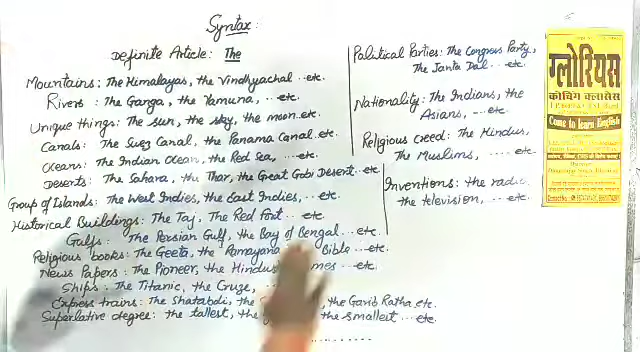 Syntax:
Definite Article: The
Mountains: The Himalayas, the Vindhyachal ...etc.
Rivers: The Ganga, the Yamuna, ...etc.
Unique things: The sun, the sky, the moon.etc.
Canals: The Suez Canal, the Panama Canal.etc.
Oceans: The Indian Ocean, the Red Sea, ...etc.
Deserts: The Sahara, the Thar, the Great Gobi Desert..etc
Group of Islands: The West Indies, the East Indies, ...etc.
Historical Buildings: The Taj, The Red Fort ...etc
Gulfs: The Persian Gulf, the Bay of Bengal...etc.
Religious books: The Geeta, the Ramayana Bible...etc.
News Papers: The Pioneer, the Hindus mes...etc.
Ships: The Titanic, the Cruze,
Express trains: The Shatabdi, the the Garib Ratha, etc.
Superlative degree: the tallest, the the smallest ...etc.
Political Parties: The Congress Party,
The Janta Dal...etc.
Nationality: The Indians, the
Asians, ...etc.
Religious creed: The Hindus,
The Muslims, ..... etc.
Inventions: the radio,
the television, ...etc.
ग्लोरियस
कोचिंग क्लासेस
Come to learn English